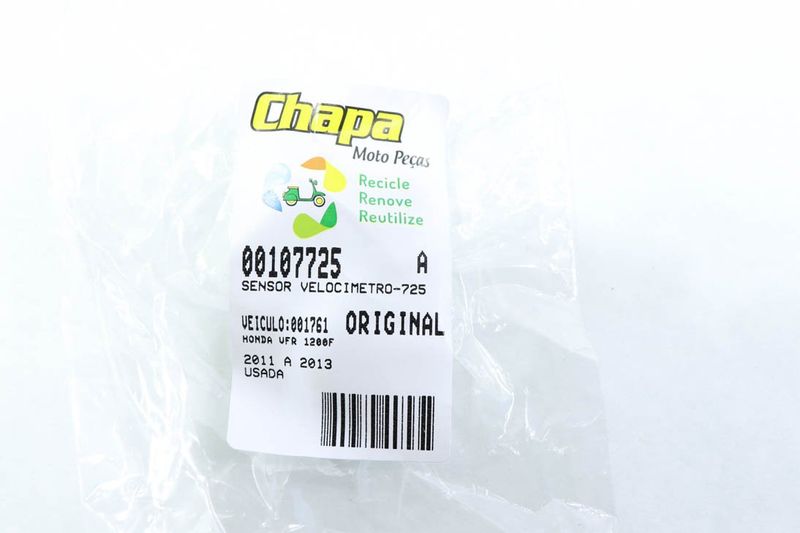 Chapa
Moto Peças
Recicle
Renove
Reutilize
00107725 A
SENSOR VELOCIMETRO-725
VEICULO:001761 ORIGINAL
HONDA VFR 1200F
2011 A 2013
USADA